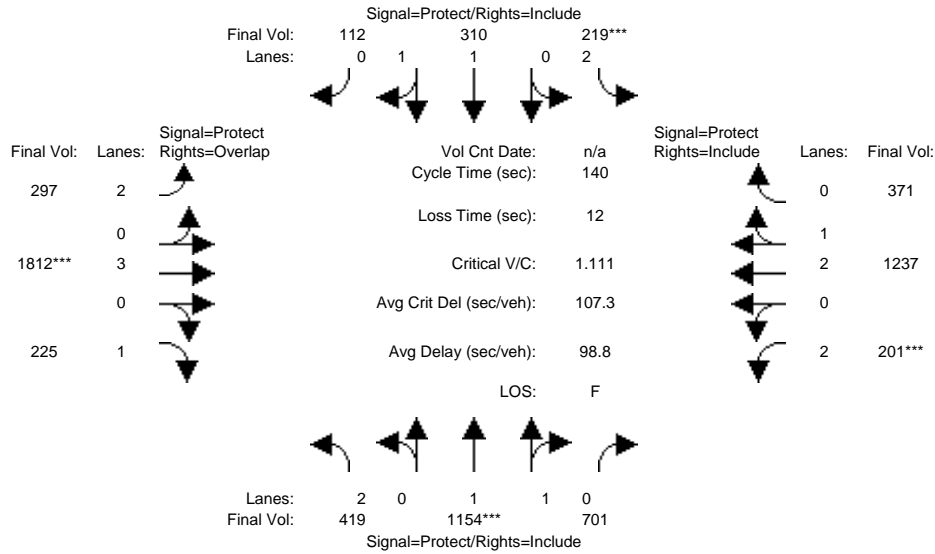 Signal=Protect/Rights=Include
Final Vol: 112 310 219***
Lanes: 0 1 1 0 2
Signal=Protect
Final Vol: Lanes: Rights=Overlap
Vol Cnt Date: n/a
Signal=Protect
Rights=Include Lanes: Final Vol:
Cycle Time (sec): 140
297 2
0 371
Loss Time (sec): 12
0
1
1812*** 3
Critical V/C: 1.111
2 1237
0
Avg Crit Del (sec/veh): 107.3
0
225 1
Avg Delay (sec/veh): 98.8
2 201***
LOS: F
Lanes: 2 0 1 1 0
Final Vol: 419 1154*** 701
Signal=Protect/Rights=Include